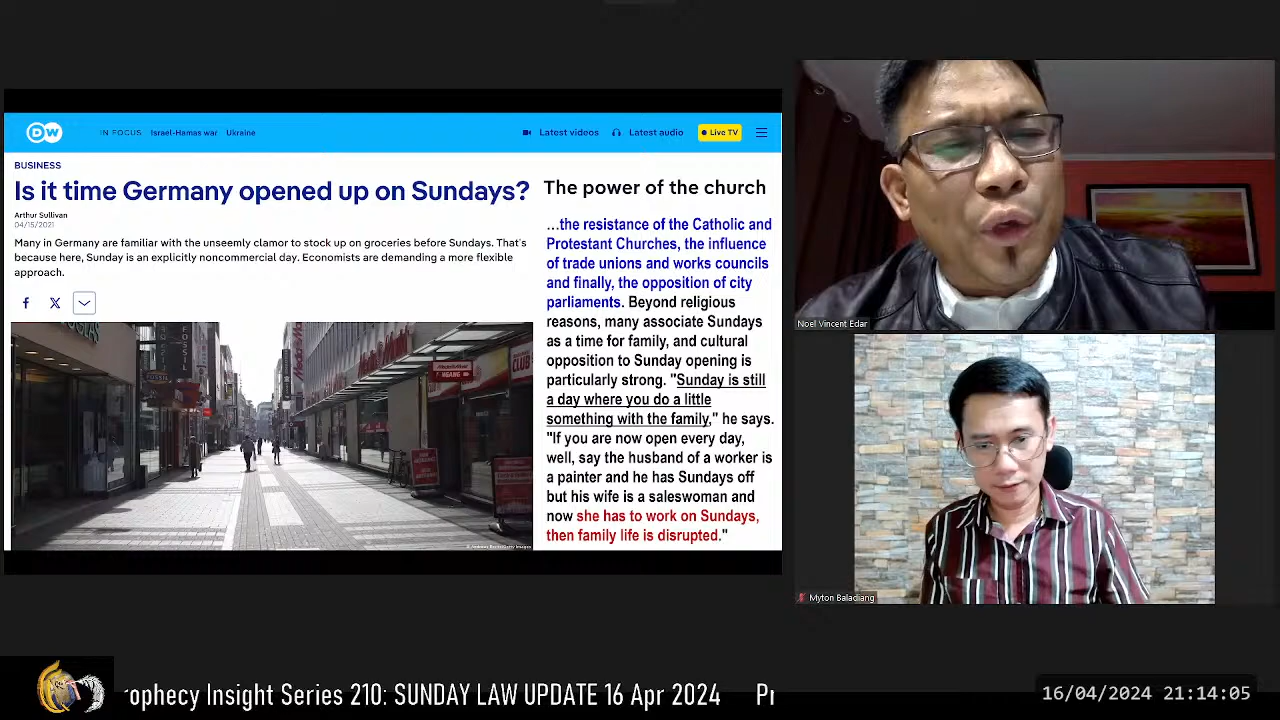 DW
IN FOCUS Israel-Hamas war Ukraine
Latest videos Latest audio Live TV
BUSINESS
Is it time Germany opened up on Sundays?
Arthur Sullivan
04/15/2021
Many in Germany are familiar with the unseemly clamor to stock up on groceries before Sundays. That's
because here, Sunday is an explicitly noncommercial day. Economists are demanding a more flexible
approach.
The power of the church
...the resistance of the Catholic and
Protestant Churches, the influence
of trade unions and works councils
and finally, the opposition of city
parliaments. Beyond religious
reasons, many associate Sundays
as a time for family, and cultural
opposition to Sunday opening is
particularly strong. "Sunday is still
a day where you do a little
something with the family," he says.
"If you are now open every day,
well, say the husband of a worker is
a painter and he has Sundays off
but his wife is a saleswoman and
now she has to work on Sundays,
then family life is disrupted."
Noel Vincent Edar
Myton Baladiang
rophecy Insight Series 210: SUNDAY LAW UPDATE 16 Apr 2024 Pr
16/04/2024 21:14:05